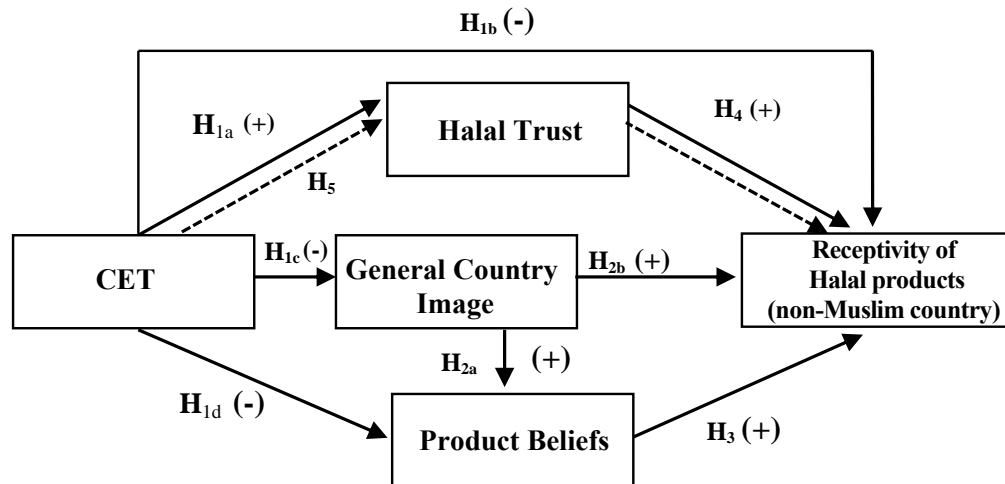 H1b (-)
H1a (+)
Halal Trust
H4 (+)
H5
CET
H1c (-)
General Country
Image
H2b (+)
Receptivity of
Halal products
(non-Muslim country)
H2a (+)
H1d (-)
Product Beliefs
H3 (+)